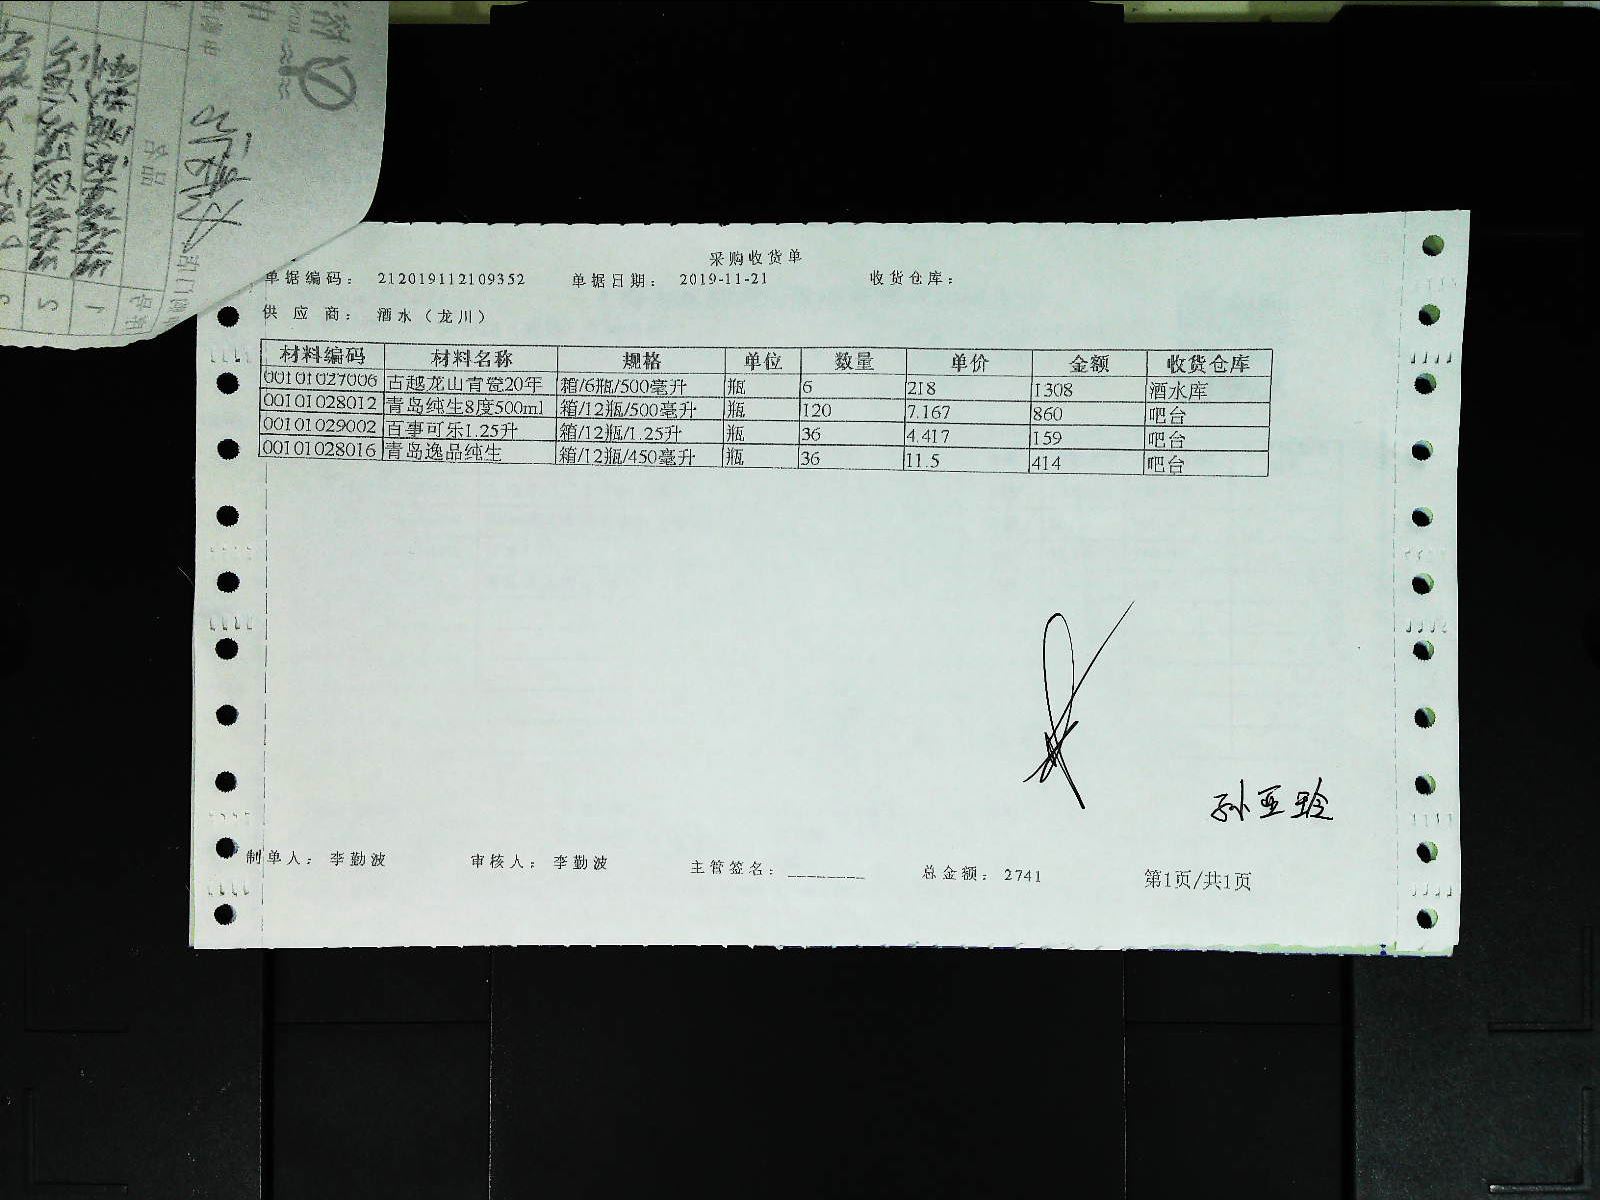 采购收货单
单据编码： 212019112109352 单据日期： 2019-11-21 收货仓库：
供应商： 酒水（龙川）
材料编码 材料名称 规格 单位 数量 单价 金额 收货仓库
00101027006 古越龙山青瓷20年 箱/6瓶/500毫升 瓶 6 218 1308 酒水库
00101028012 青岛纯生8度500ml 箱/12瓶/500毫升 瓶 120 7.167 860 吧台
00101029002 百事可乐1.25升 箱/12瓶/1.25升 瓶 36 4.417 159 吧台
00101028016 青岛逸品纯生 箱/12瓶/450毫升 瓶 36 11.5 414 吧台
孙亚玲
制单人： 李勤波 审核人： 李勤波 主管签名：________ 总金额： 2741 第1页/共1页